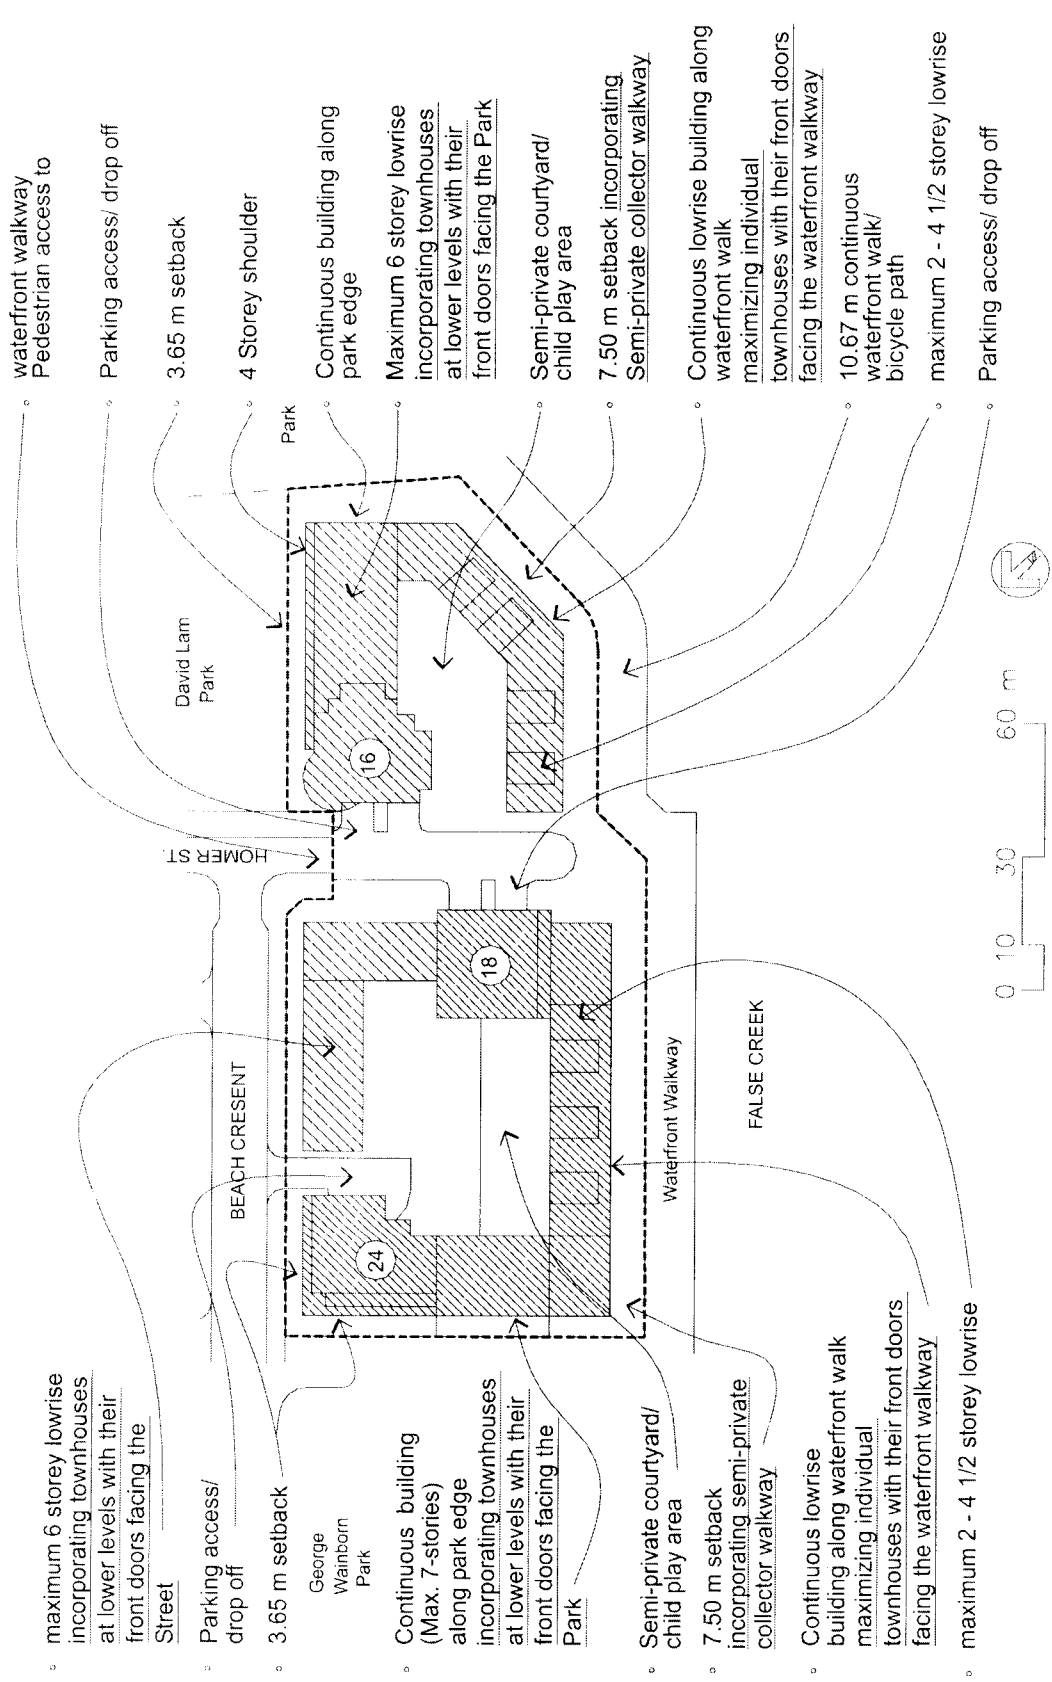 waterfront walkway
Pedestrian access to
Parking access/ drop off
3.65 m setback
4 Storey shoulder
Continuous building along
park edge
Maximum 6 storey lowrise
incorporating townhouses
at lower levels with their
front doors facing the Park
Semi-private courtyard/
child play area
7.50 m setback incorporating
Semi-private collector walkway
Continuous lowrise building along
waterfront walk
maximizing individual
townhouses with their front doors
facing the waterfront walkway
10.67 m continuous
waterfront walk/
bicycle path
maximum 2 - 4 1/2 storey lowrise
Parking access/ drop off
Park
David Lam
Park
HOMER ST.
16
18
24
BEACH CRESENT
Waterfront Walkway
FALSE CREEK
0 10 30 60 m
maximum 6 storey lowrise
incorporating townhouses
at lower levels with their
front doors facing the
Street
Parking access/
drop off
3.65 m setback
George
Wainborn
Park
Continuous building
(Max. 7-stories)
along park edge
incorporating townhouses
at lower levels with their
front doors facing the
Park
Semi-private courtyard/
child play area
7.50 m setback
incorporating semi-private
collector walkway
Continuous lowrise
building along waterfront walk
maximizing individual
townhouses with their front doors
facing the waterfront walkway
maximum 2 - 4 1/2 storey lowrise